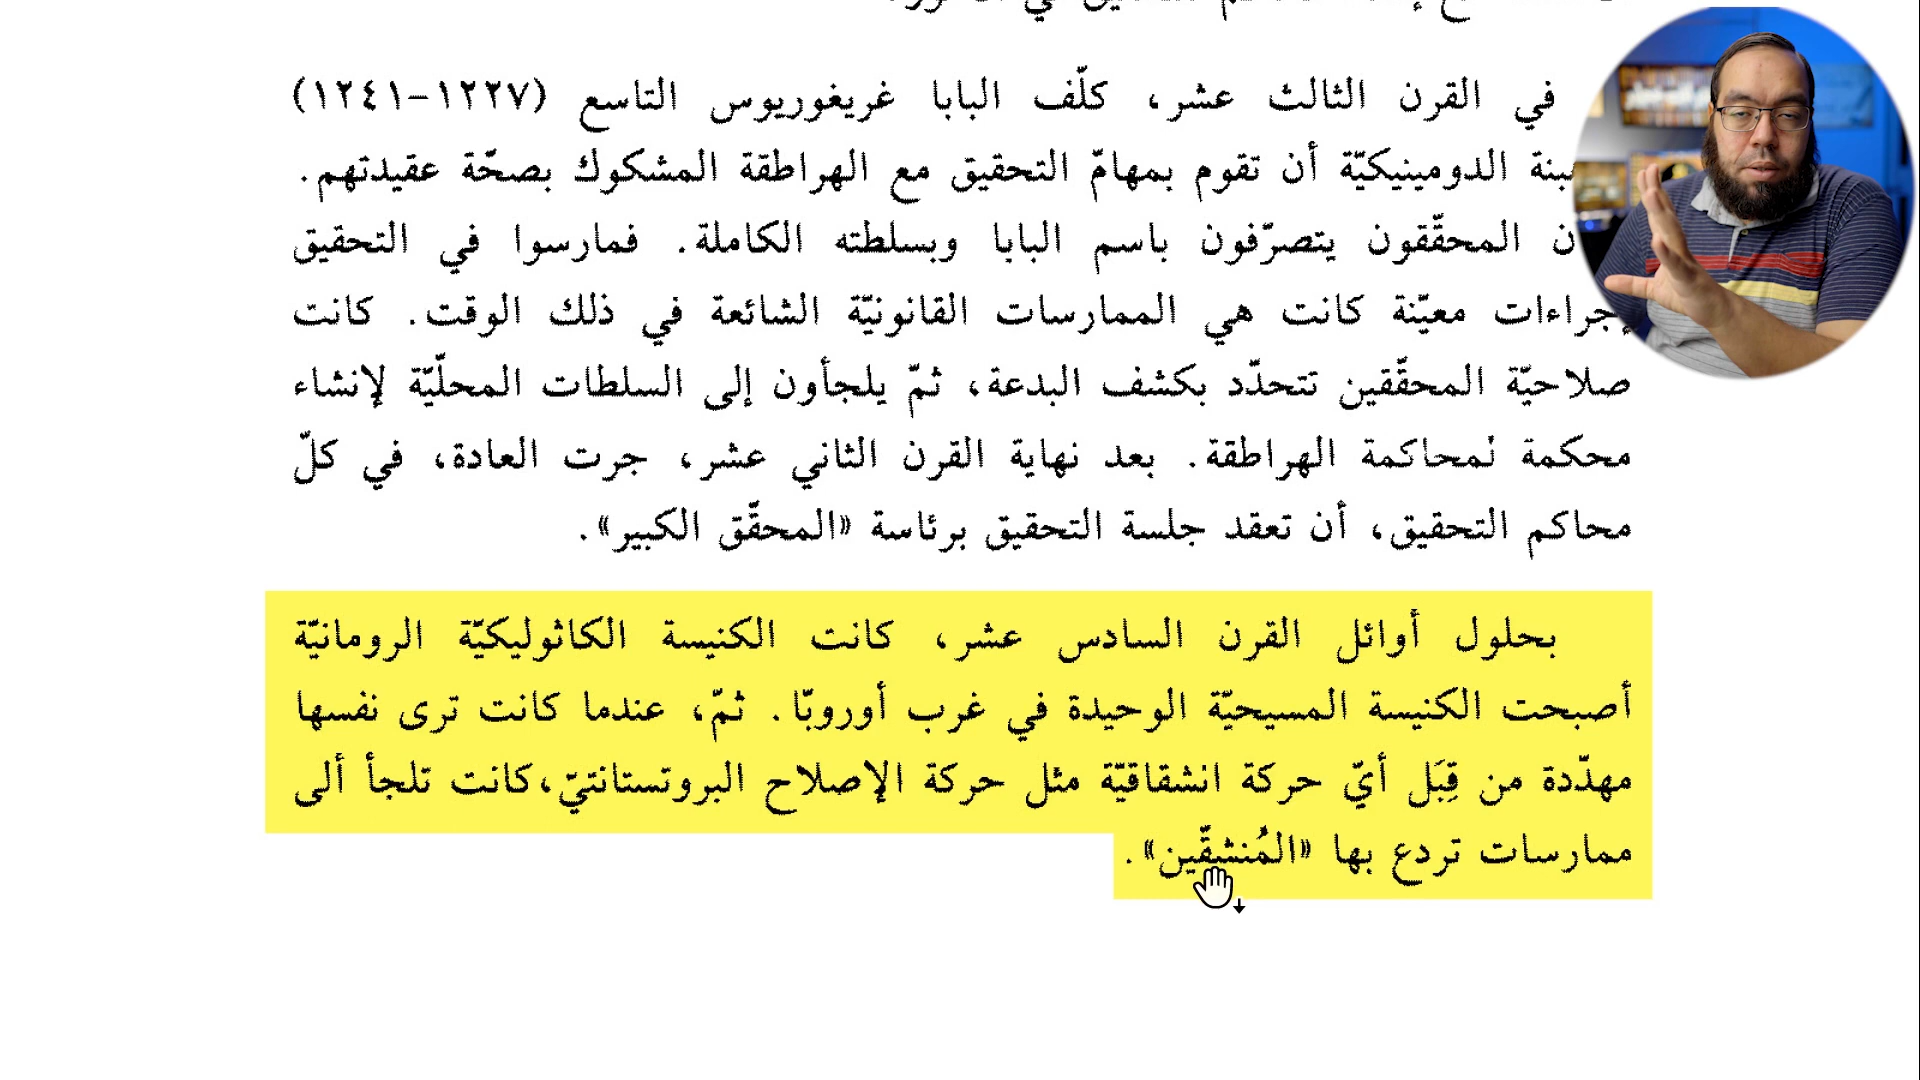 في القرن الثالث عشر، كلّف البابا غريغوريوس التاسع (١٢٢٧-١٢٤١)
الدومينيكيّة أن تقوم بمهامّ التحقيق مع الهراطقة المشكوك بصحّة عقيدتهم.
المحقّقون يتصرّفون باسم البابا وبسلطته الكاملة. فمارسوا في التحقيق
إجراءات معيّنة كانت هي الممارسات القانونيّة الشائعة في ذلك الوقت. كانت
صلاحيّة المحقّقين تتحدّد بكشف البدعة، ثمّ يلجأون إلى السلطات المحلّيّة لإنشاء
محكمة لمحاكمة الهراطقة. بعد نهاية القرن الثاني عشر، جرت العادة، في كلّ
محاكم التحقيق، أن تعقد جلسة التحقيق برئاسة «المحقّق الكبير».
بحلول أوائل القرن السادس عشر، كانت الكنيسة الكاثوليكيّة الرومانيّة
أصبحت الكنيسة المسيحيّة الوحيدة في غرب أوروبّا. ثمّ، عندما كانت ترى نفسها
مهدّدة من قِبَل أيّ حركة انشقاقيّة مثل حركة الإصلاح البروتستانتيّ،كانت تلجأ ألى
ممارسات تردع بها «المُنشقّين».